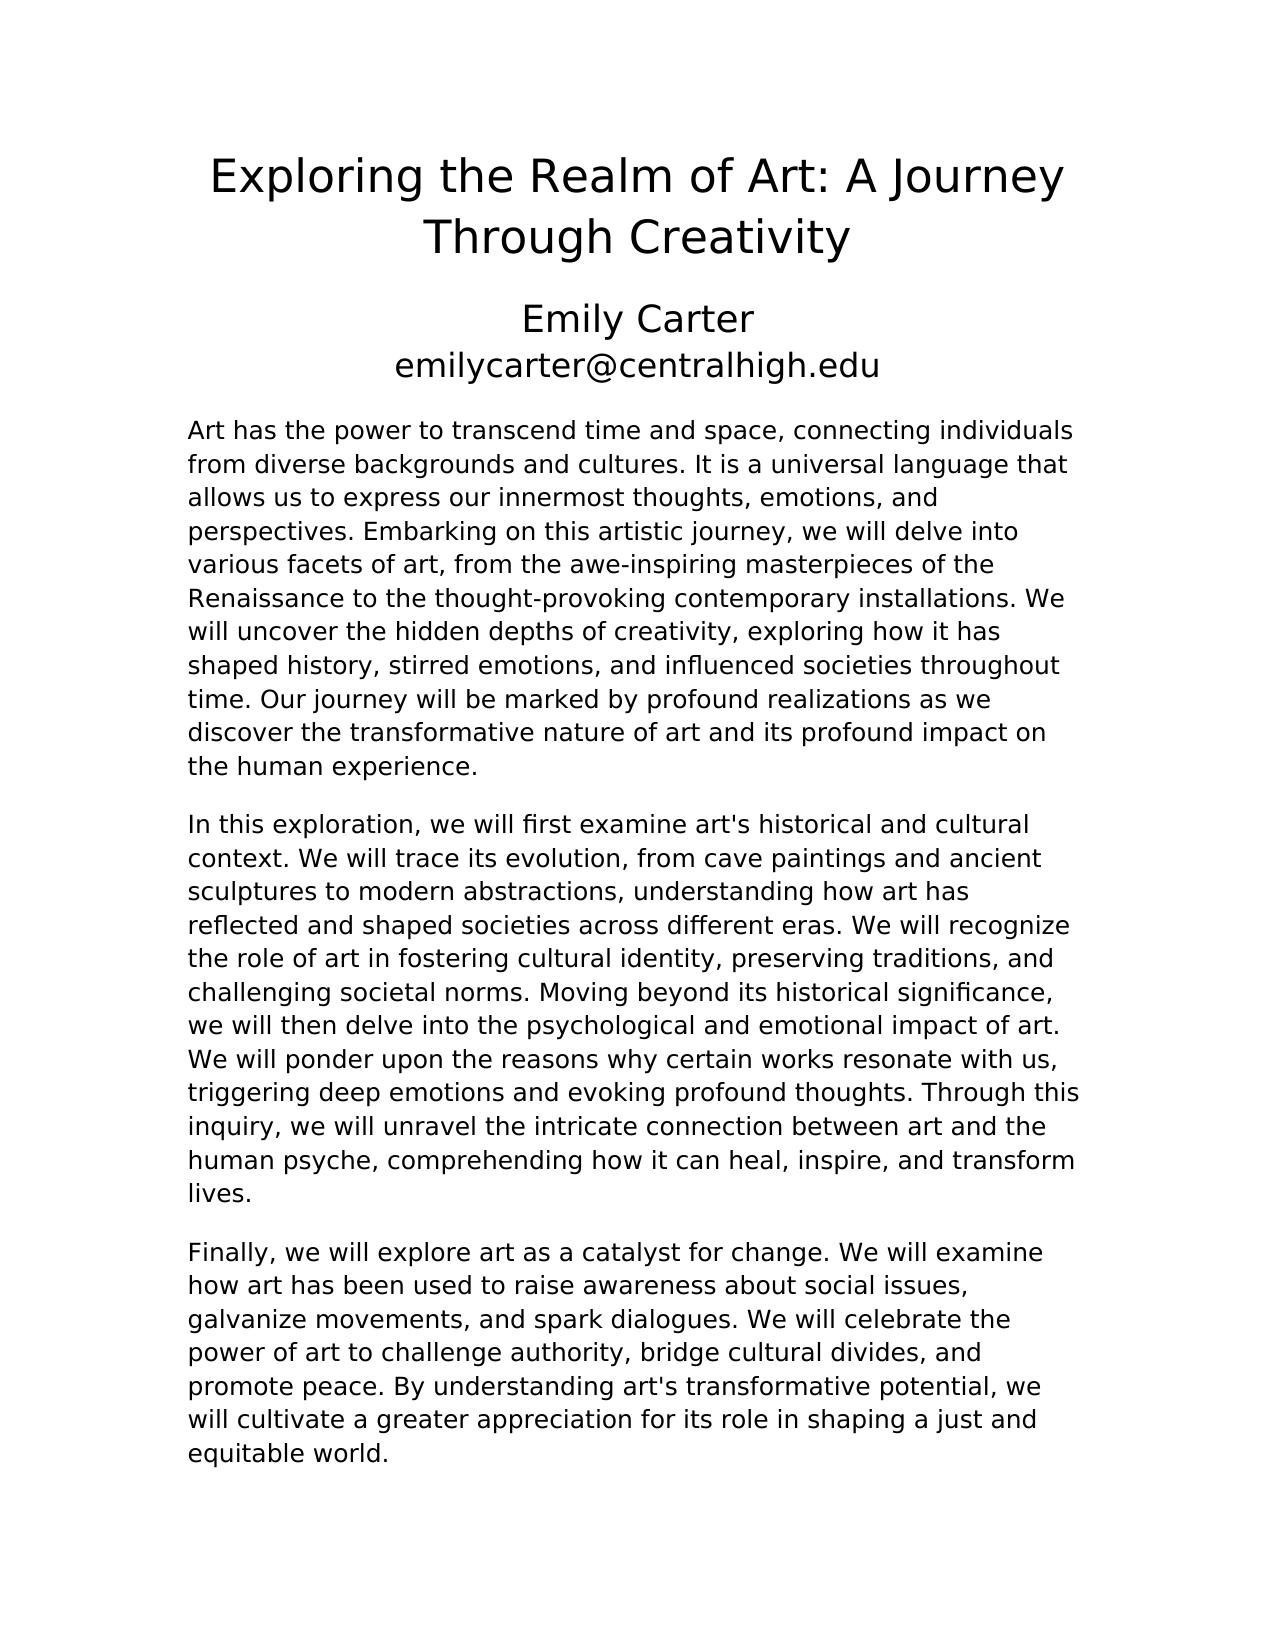 Exploring the Realm of Art: A Journey
Through Creativity
Emily Carter
emilycarter@centralhigh.edu
Art has the power to transcend time and space, connecting individuals
from diverse backgrounds and cultures. It is a universal language that
allows us to express our innermost thoughts, emotions, and
perspectives. Embarking on this artistic journey, we will delve into
various facets of art, from the awe-inspiring masterpieces of the
Renaissance to the thought-provoking contemporary installations. We
will uncover the hidden depths of creativity, exploring how it has
shaped history, stirred emotions, and influenced societies throughout
time. Our journey will be marked by profound realizations as we
discover the transformative nature of art and its profound impact on
the human experience.
In this exploration, we will first examine art's historical and cultural
context. We will trace its evolution, from cave paintings and ancient
sculptures to modern abstractions, understanding how art has
reflected and shaped societies across different eras. We will recognize
the role of art in fostering cultural identity, preserving traditions, and
challenging societal norms. Moving beyond its historical significance,
we will then delve into the psychological and emotional impact of art.
We will ponder upon the reasons why certain works resonate with us,
triggering deep emotions and evoking profound thoughts. Through this
inquiry, we will unravel the intricate connection between art and the
human psyche, comprehending how it can heal, inspire, and transform
lives.
Finally, we will explore art as a catalyst for change. We will examine
how art has been used to raise awareness about social issues,
galvanize movements, and spark dialogues. We will celebrate the
power of art to challenge authority, bridge cultural divides, and
promote peace. By understanding art's transformative potential, we
will cultivate a greater appreciation for its role in shaping a just and
equitable world.